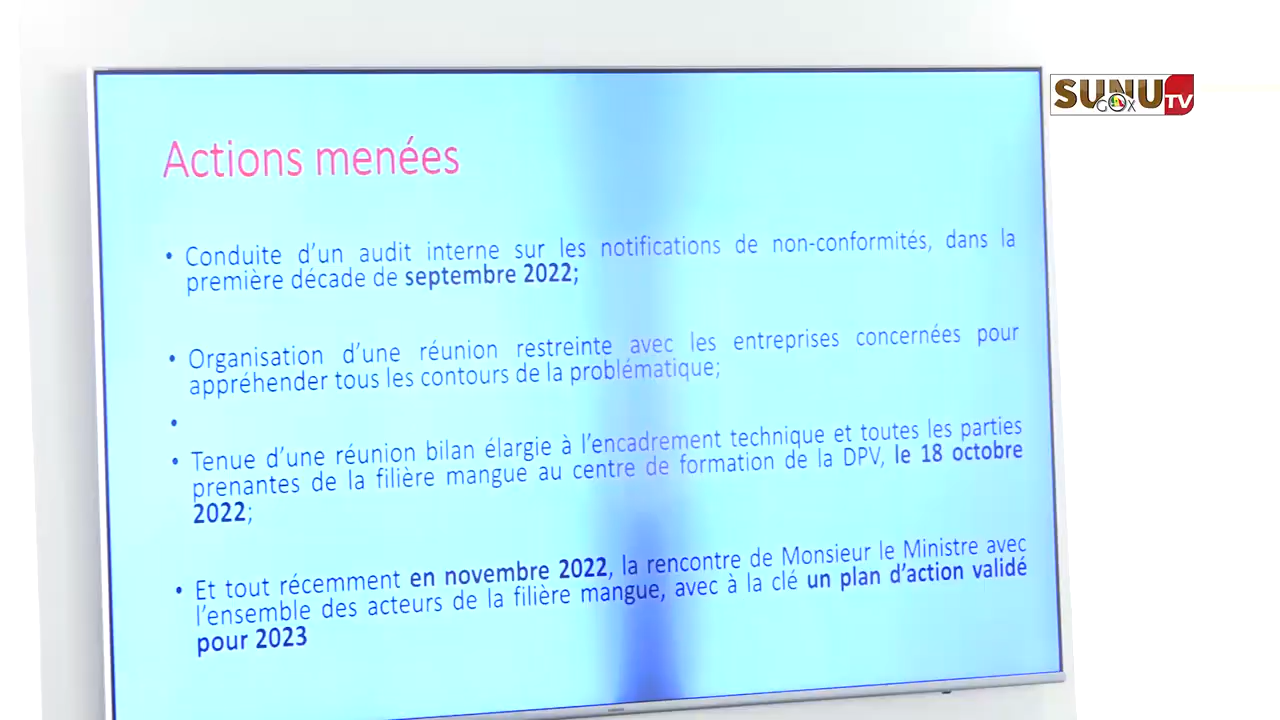 SUNU
GOX
TV
Actions menées
• Conduite d'un audit interne sur les notifications de non-conformités, dans la
première décade de septembre 2022;
• Organisation d'une réunion restreinte avec les entreprises concernées pour
appréhender tous les contours de la problématique;
•
• Tenue d'une réunion bilan élargie à l'encadrement technique et toutes les parties
prenantes de la filière mangue au centre de formation de la DPV, le 18 octobre
2022;
• Et tout récemment en novembre 2022, la rencontre de Monsieur le Ministre avec
l'ensemble des acteurs de la filière mangue, avec à la clé un plan d'action validé
pour 2023